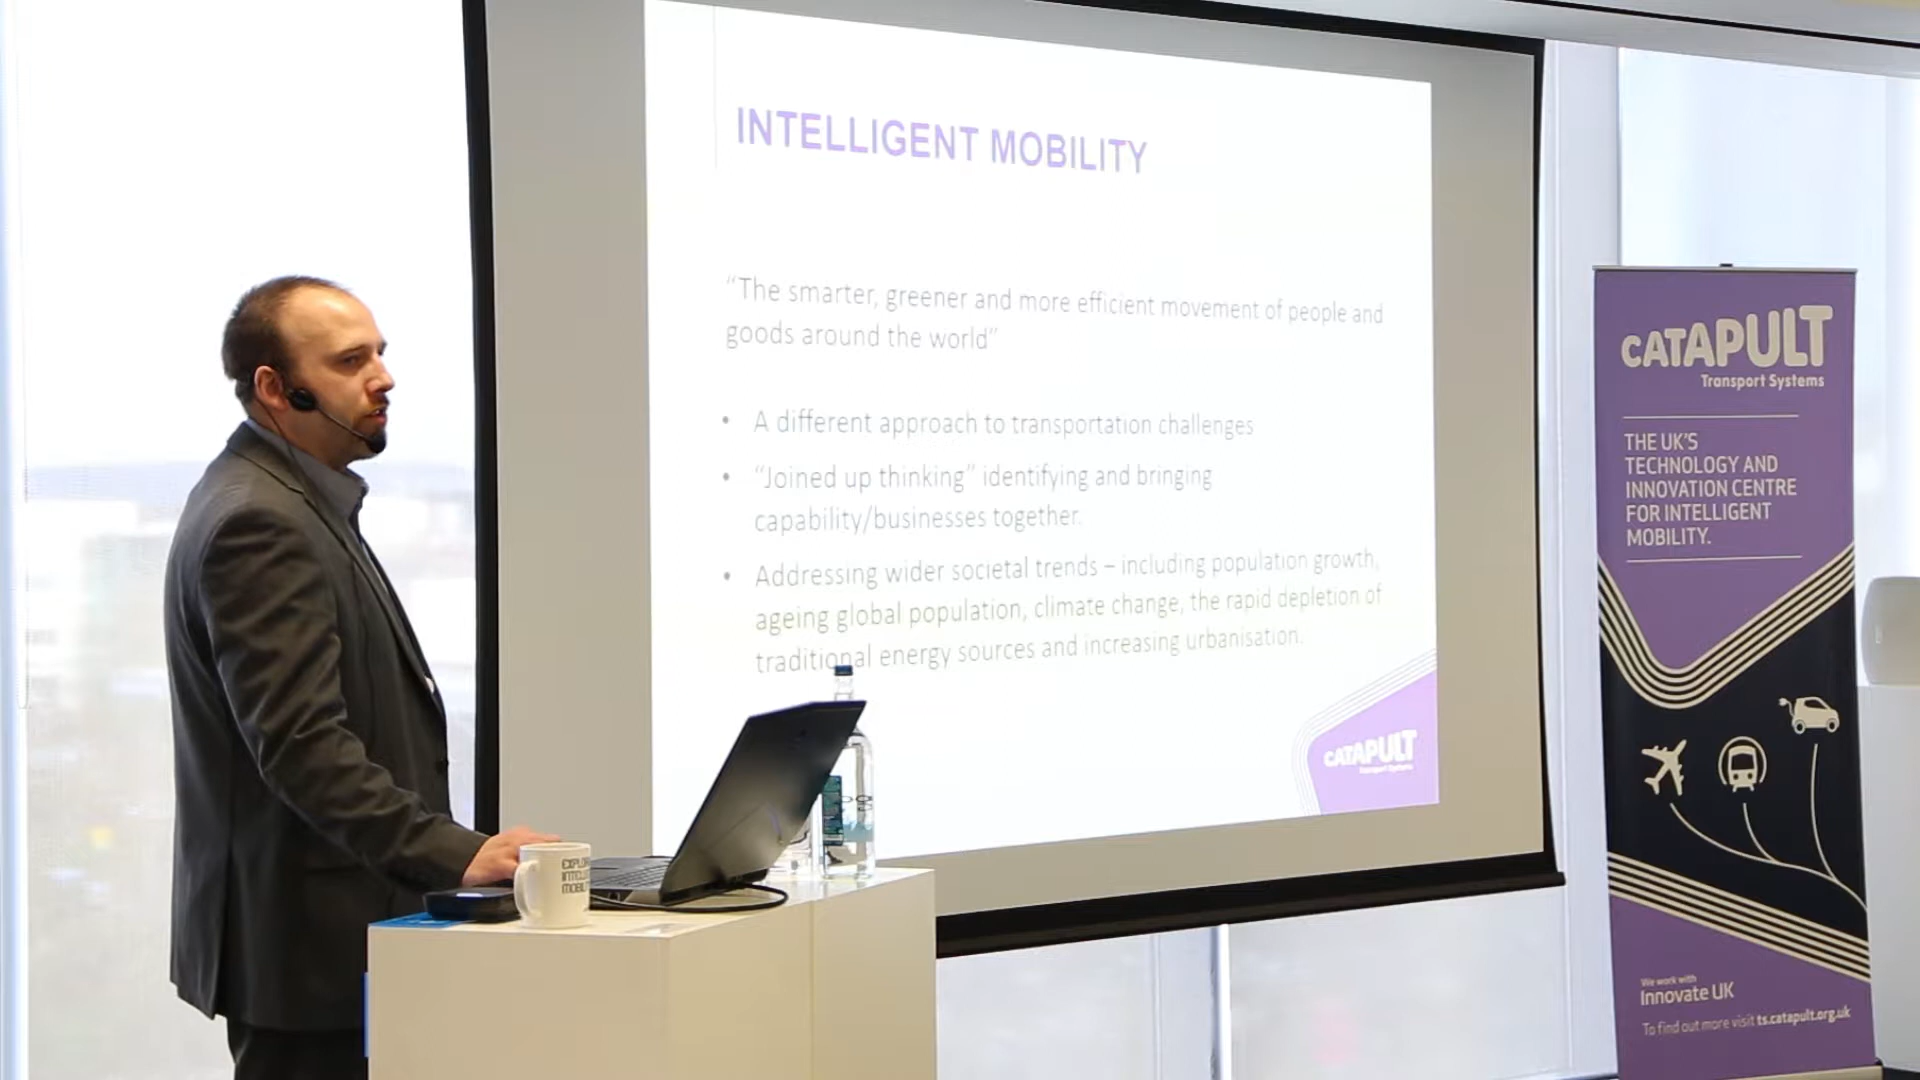 INTELLIGENT MOBILITY
“The smarter, greener and more efficient movement of people and
goods around the world”
• A different approach to transportation challenges
• “Joined up thinking” identifying and bringing
capability/businesses together.
• Addressing wider societal trends – including population growth,
ageing global population, climate change, the rapid depletion of
traditional energy sources and increasing urbanisation.
CATAPULT
Transport Systems
CATAPULT
Transport Systems
THE UK'S
TECHNOLOGY AND
INNOVATION CENTRE
FOR INTELLIGENT
MOBILITY.
We work with
Innovate UK
To find out more visit ts.catapult.org.uk